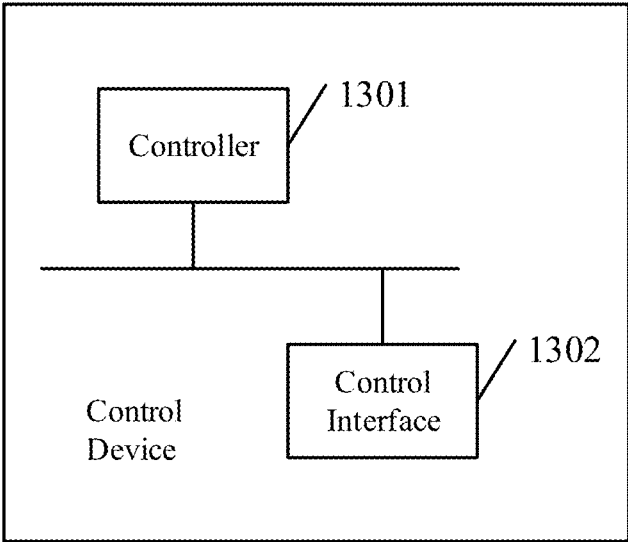 1301
Controller
1302
Control
Interface
Control
Device